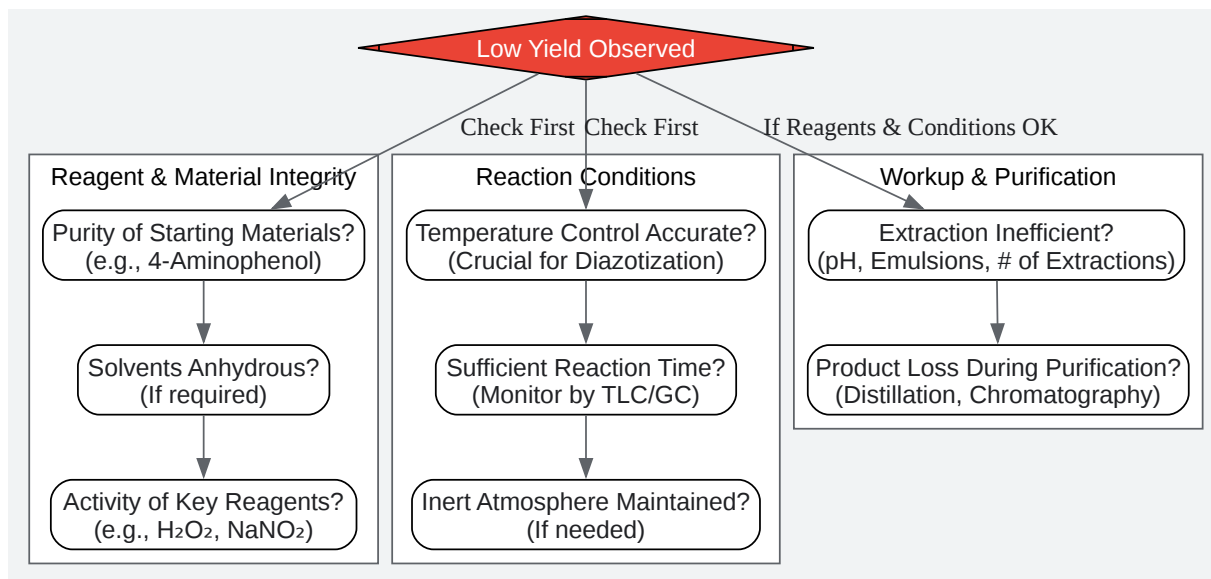 Low Yield Observed
Check First
Check First
If Reagents & Conditions OK
Reagent & Material Integrity
Purity of Starting Materials?
(e.g., 4-Aminophenol)
Solvents Anhydrous?
(If required)
Activity of Key Reagents?
(e.g., H₂O₂, NaNO₂)
Reaction Conditions
Temperature Control Accurate?
(Crucial for Diazotization)
Sufficient Reaction Time?
(Monitor by TLC/GC)
Inert Atmosphere Maintained?
(If needed)
Workup & Purification
Extraction Inefficient?
(pH, Emulsions, # of Extractions)
Product Loss During Purification?
(Distillation, Chromatography)